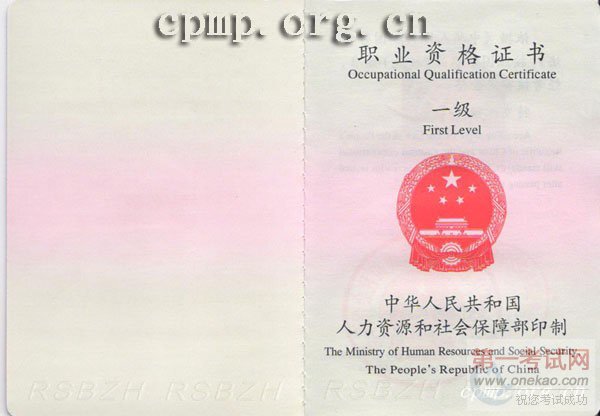 cpmp.org.cn
职业资格证书
Occupational Qualification Certificate
一级
First Level
中华人民共和国
人力资源和社会保障部印制
The Ministry of Human Resources and Social Security
The People's Republic of China
第一考试网
www.onekao.com
祝您考试成功
RSBZH RSBZH RSBZH